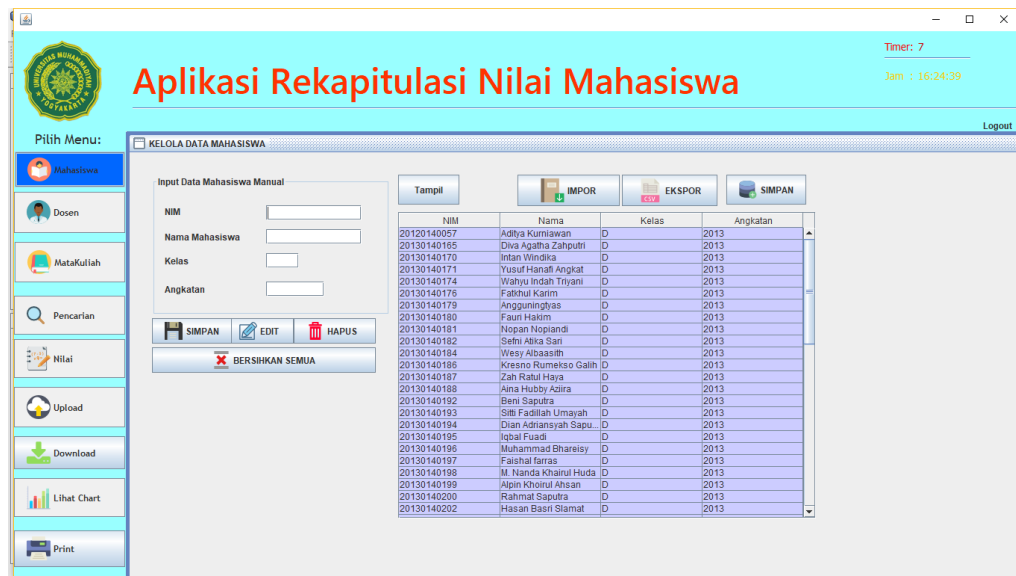 UNIVERSITAS MUHAMMADIYAH
YOGYAKARTA
Aplikasi Rekapitulasi Nilai Mahasiswa
Timer: 7
Jam : 16:24:39
Logout
Pilih Menu:
Mahasiswa
Dosen
MataKuliah
Pencarian
Nilai
Upload
Download
Lihat Chart
Print
KELOLA DATA MAHASISWA
Input Data Mahasiswa Manual
NIM
Nama Mahasiswa
Kelas
Angkatan
SIMPAN EDIT HAPUS
BERSIHKAN SEMUA
Tampil IMPOR CSV EKSPOR SIMPAN
NIM Nama Kelas Angkatan
20120140057 Aditya Kurniawan D 2013
20130140165 Diva Agatha Zahputri D 2013
20130140170 Intan Windika D 2013
20130140171 Yusuf Hanafi Angkat D 2013
20130140174 Wahyu Indah Triyani D 2013
20130140176 Fatkhul Karim D 2013
20130140179 Angguningtyas D 2013
20130140180 Fauri Hakim D 2013
20130140181 Nopan Nopiandi D 2013
20130140182 Sefni Atika Sari D 2013
20130140184 Wesy Albaasith D 2013
20130140186 Kresno Rumekso Galih D 2013
20130140187 Zah Ratul Haya D 2013
20130140188 Aina Hubby Aziira D 2013
20130140192 Beni Saputra D 2013
20130140193 Sitti Fadillah Umayah D 2013
20130140194 Dian Adriansyah Sapu... D 2013
20130140195 Iqbal Fuadi D 2013
20130140196 Muhammad Bhareisy D 2013
20130140197 Faishal farras D 2013
20130140198 M. Nanda Khairul Huda D 2013
20130140199 Alpin Khoirul Ahsan D 2013
20130140200 Rahmat Saputra D 2013
20130140202 Hasan Basri Slamat D 2013